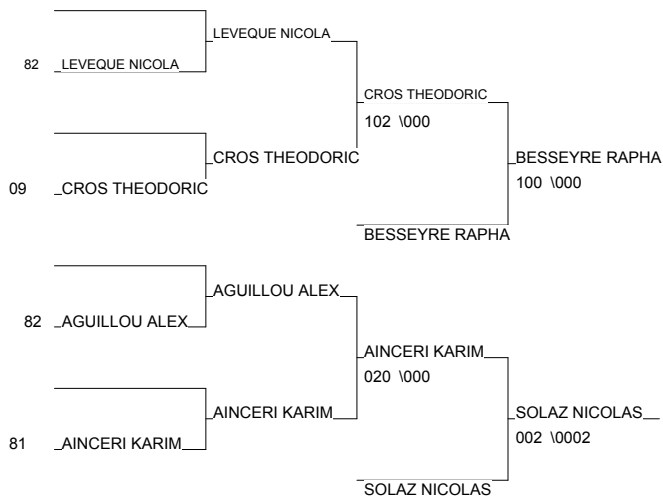 LEVEQUE NICOLA
82 LEVEQUE NICOLA
CROS THEODORIC
102 \000
CROS THEODORIC
BESSEYRE RAPHA
100 \000
09 CROS THEODORIC
BESSEYRE RAPHA
AGUILLOU ALEX
82 AGUILLOU ALEX
AINCERI KARIM
020 \000
AINCERI KARIM
SOLAZ NICOLAS
002 \0002
81 AINCERI KARIM
SOLAZ NICOLAS